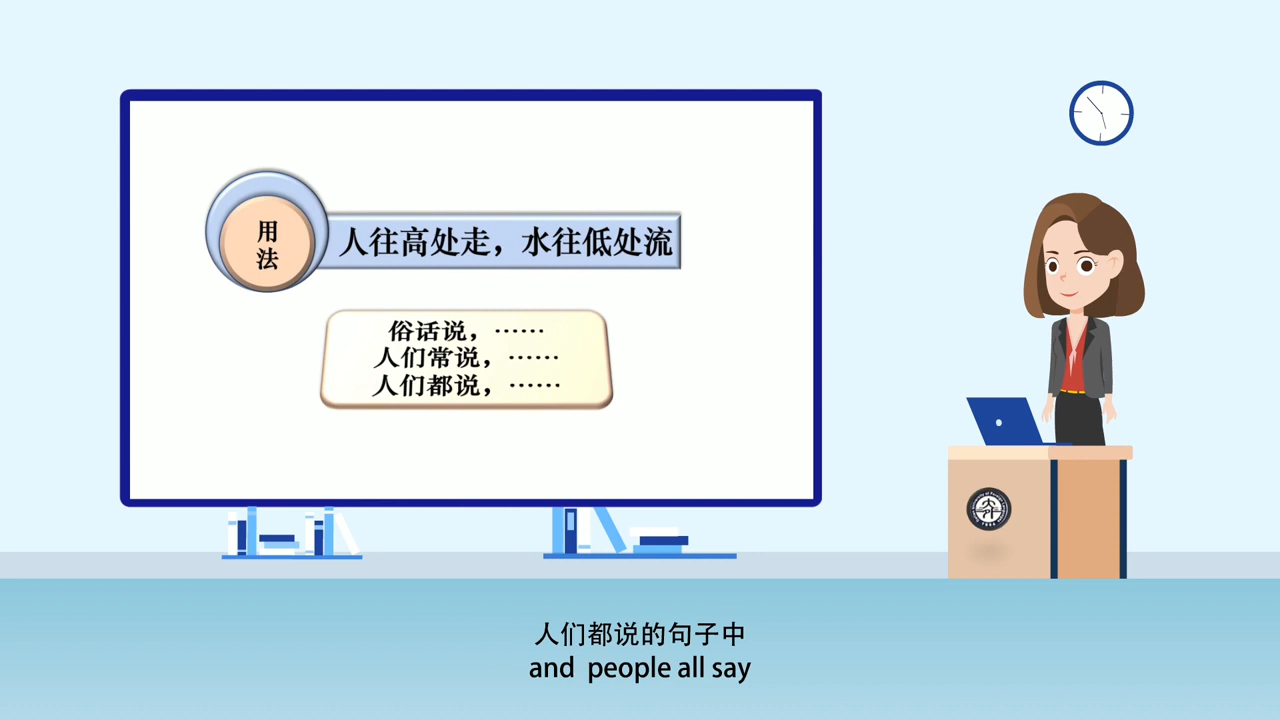 用
法
人往高处走，水往低处流
俗话说，……
人们常说，……
人们都说，……
人们都说的句子中
and people all say